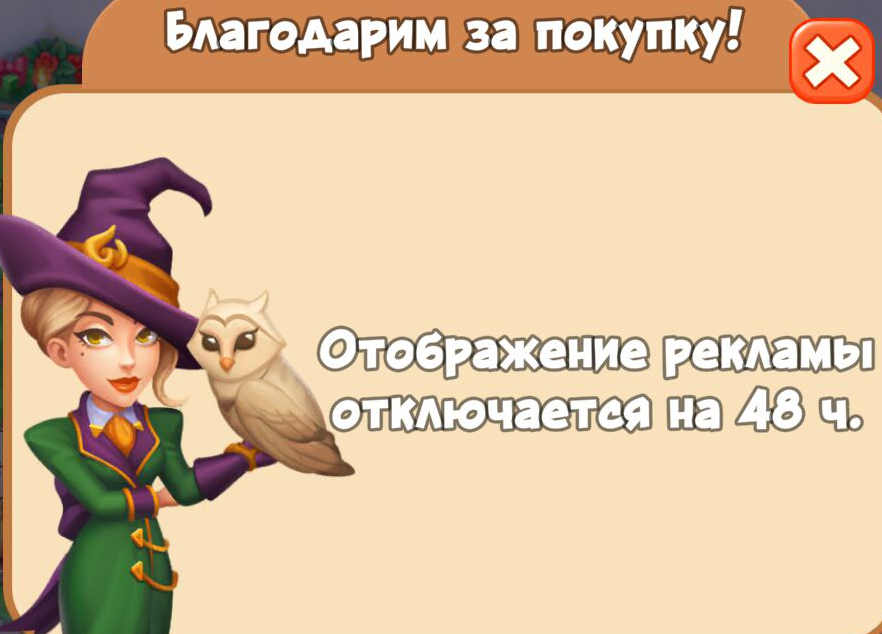 Благодарим за покупку!
Отображение рекламы
отключается на 48 ч.